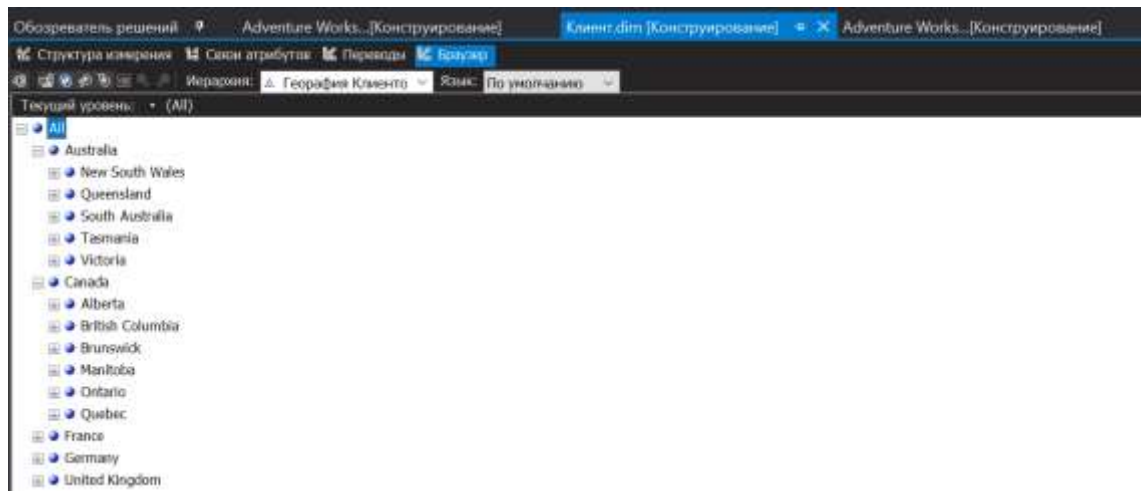 Обозреватель решений Adventure Works...[Конструирование] Клиент.dim [Конструирование] Adventure Works...[Конструирование]
Структура измерения Связи атрибутов Переводы Браузер
Иерархия: География Клиенто Язык: По умолчанию
Текущий уровень: (All)
All
Australia
New South Wales
Queensland
South Australia
Tasmania
Victoria
Canada
Alberta
British Columbia
Brunswick
Manitoba
Ontario
Quebec
France
Germany
United Kingdom